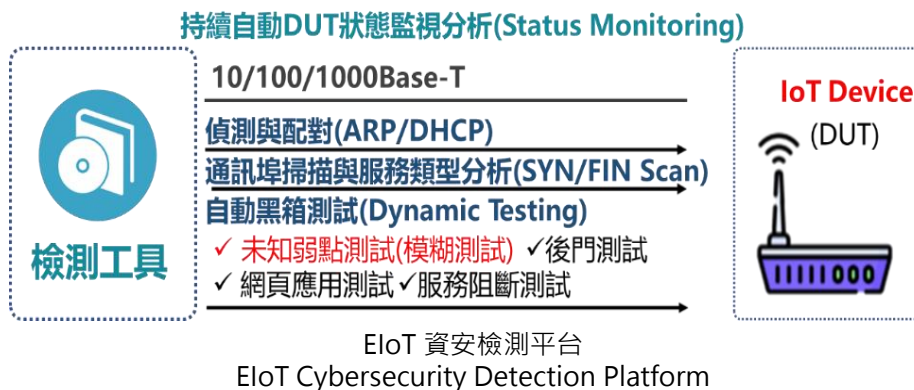 持續自動DUT狀態監視分析(Status Monitoring)
10/100/1000Base-T
偵測與配對(ARP/DHCP)
通訊埠掃描與服務類型分析(SYN/FIN Scan)
自動黑箱測試(Dynamic Testing)
✓ 未知弱點測試(模糊測試) ✓後門測試
✓ 網頁應用測試✓服務阻斷測試
檢測工具
IoT Device
(DUT)
EIoT 資安檢測平台
EIoT Cybersecurity Detection Platform